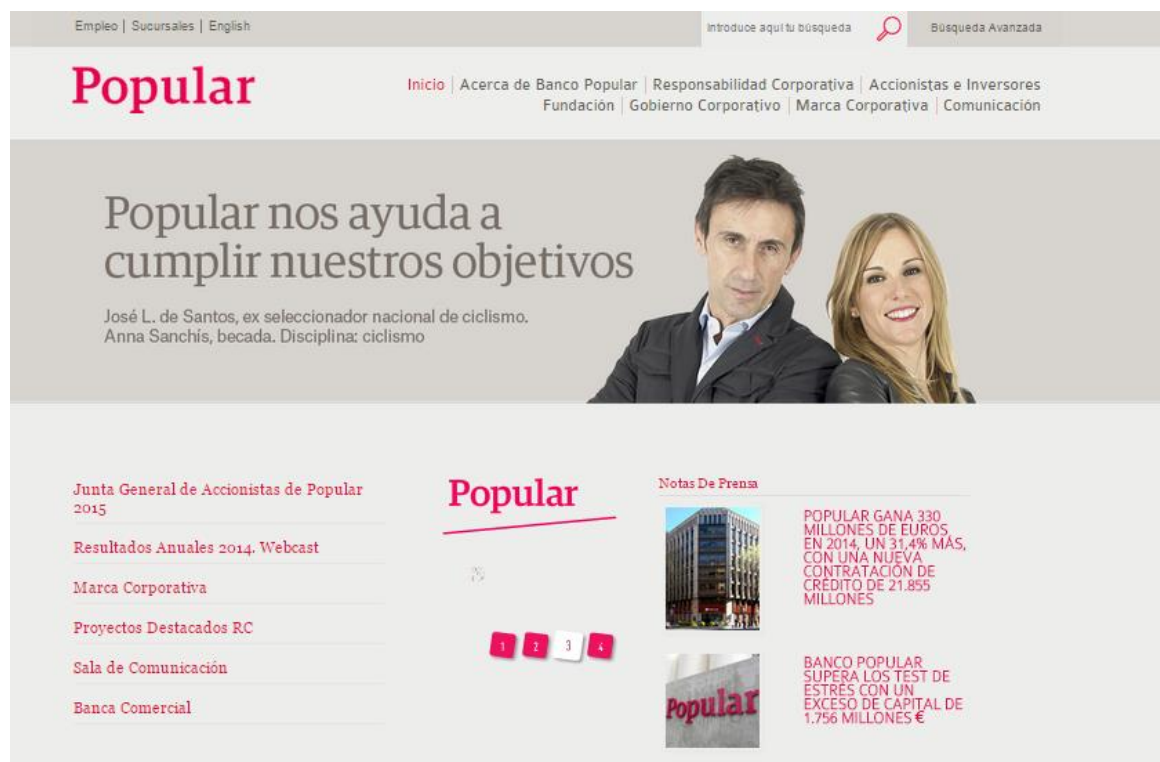 Empleo | Sucursales | English
Introduce aquí tu búsqueda
Búsqueda Avanzada
Popular
Inicio | Acerca de Banco Popular | Responsabilidad Corporativa | Accionistas e Inversores
Fundación | Gobierno Corporativo | Marca Corporativa | Comunicación
Popular nos ayuda a
cumplir nuestros objetivos
José L. de Santos, ex seleccionador nacional de ciclismo.
Anna Sanchís, becada. Disciplina: ciclismo
Junta General de Accionistas de Popular
2015
Resultados Anuales 2014. Webcast
Marca Corporativa
Proyectos Destacados RC
Sala de Comunicación
Banca Comercial
Popular
1 2 3 4
Notas De Prensa
POPULAR GANA 330
MILLONES DE EUROS
EN 2014, UN 31,4% MÁS,
CON UNA NUEVA
CONTRATACIÓN DE
CRÉDITO DE 21.855
MILLONES
Popular
BANCO POPULAR
SUPERA LOS TEST DE
ESTRÉS CON UN
EXCESO DE CAPITAL DE
1.756 MILLONES €